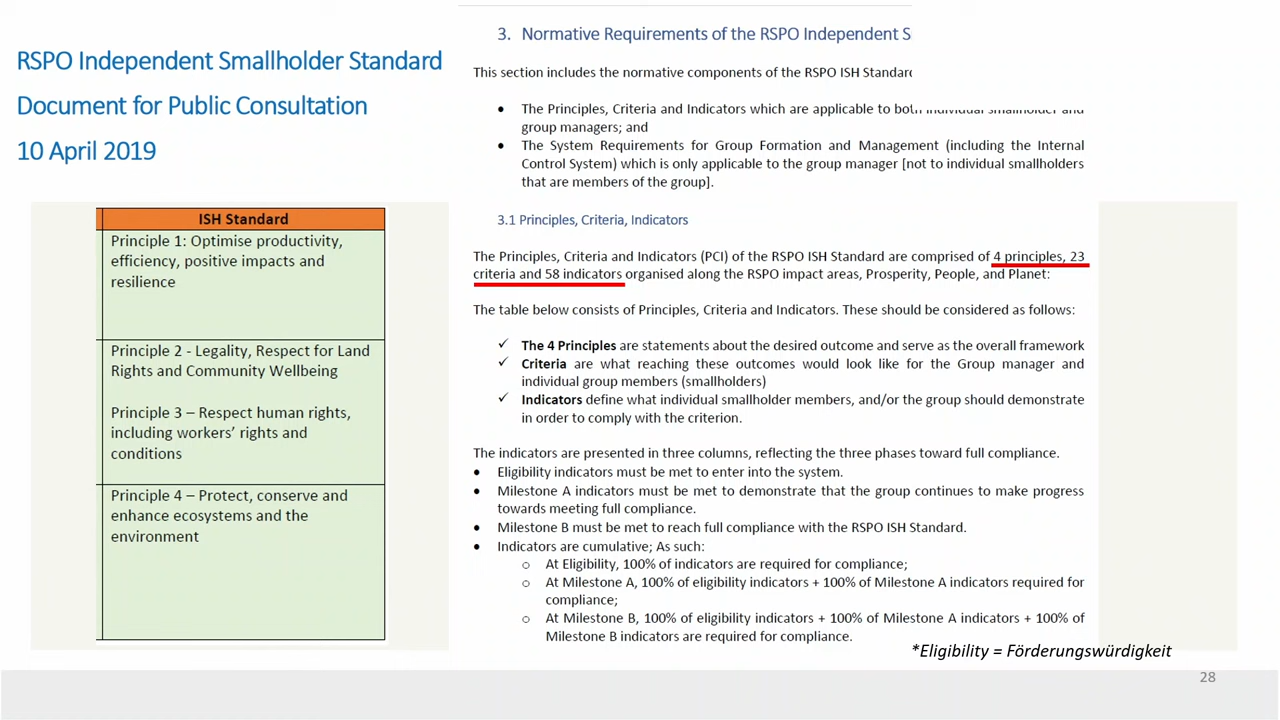 RSPO Independent Smallholder Standard
Document for Public Consultation
10 April 2019
ISH Standard
Principle 1: Optimise productivity,
efficiency, positive impacts and
resilience
Principle 2 - Legality, Respect for Land
Rights and Community Wellbeing
Principle 3 – Respect human rights,
including workers’ rights and
conditions
Principle 4 – Protect, conserve and
enhance ecosystems and the
environment
3. Normative Requirements of the RSPO Independent
This section includes the normative components of the RSPO ISH Standard
• The Principles, Criteria and Indicators which are applicable to both individual smallholder and
group managers; and
• The System Requirements for Group Formation and Management (including the Internal
Control System) which is only applicable to the group manager [not to individual smallholders
that are members of the group].
3.1 Principles, Criteria, Indicators
The Principles, Criteria and Indicators (PCI) of the RSPO ISH Standard are comprised of 4 principles, 23
criteria and 58 indicators organised along the RSPO impact areas, Prosperity, People, and Planet:
The table below consists of Principles, Criteria and Indicators. These should be considered as follows:
✓ The 4 Principles are statements about the desired outcome and serve as the overall framework
✓ Criteria are what reaching these outcomes would look like for the Group manager and
individual group members (smallholders)
✓ Indicators define what individual smallholder members, and/or the group should demonstrate
in order to comply with the criterion.
The indicators are presented in three columns, reflecting the three phases toward full compliance.
• Eligibility indicators must be met to enter into the system.
• Milestone A indicators must be met to demonstrate that the group continues to make progress
towards meeting full compliance.
• Milestone B must be met to reach full compliance with the RSPO ISH Standard.
• Indicators are cumulative; As such:
o At Eligibility, 100% of indicators are required for compliance;
o At Milestone A, 100% of eligibility indicators + 100% of Milestone A indicators required for
compliance;
o At Milestone B, 100% of eligibility indicators + 100% of Milestone A indicators + 100% of
Milestone B indicators are required for compliance.
*Eligibility = Förderungswürdigkeit
28